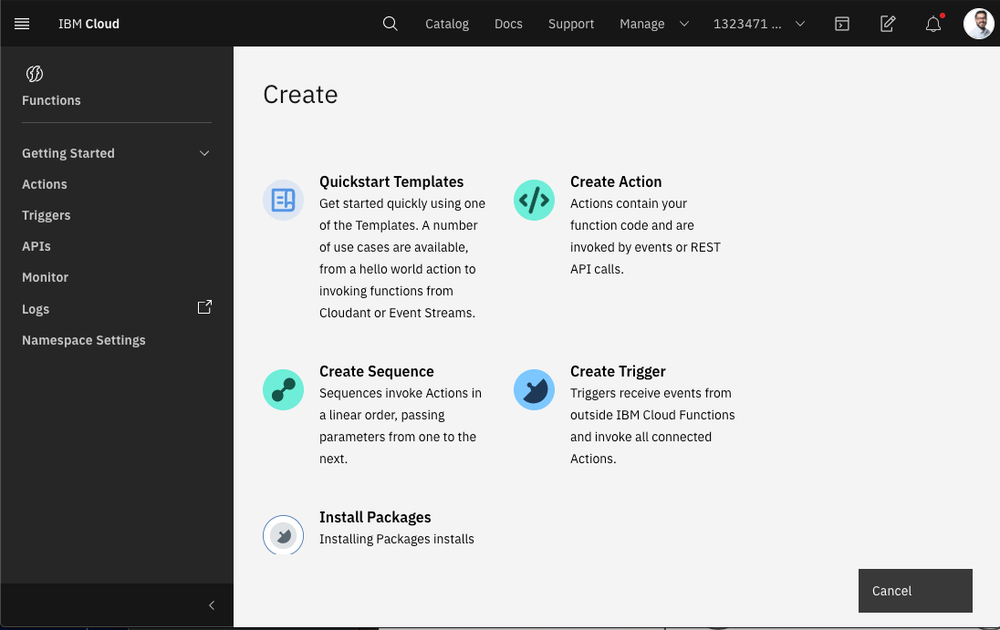 IBM Cloud
Catalog
Docs
Support
Manage
1323471 ...
Functions
Getting Started
Actions
Triggers
APIs
Monitor
Logs
Namespace Settings
Create
Quickstart Templates
Get started quickly using one
of the Templates. A number
of use cases are available,
from a hello world action to
invoking functions from
Cloudant or Event Streams.
Create Action
Actions contain your
function code and are
invoked by events or REST
API calls.
Create Sequence
Sequences invoke Actions in
a linear order, passing
parameters from one to the
next.
Create Trigger
Triggers receive events from
outside IBM Cloud Functions
and invoke all connected
Actions.
Install Packages
Installing Packages installs
Cancel